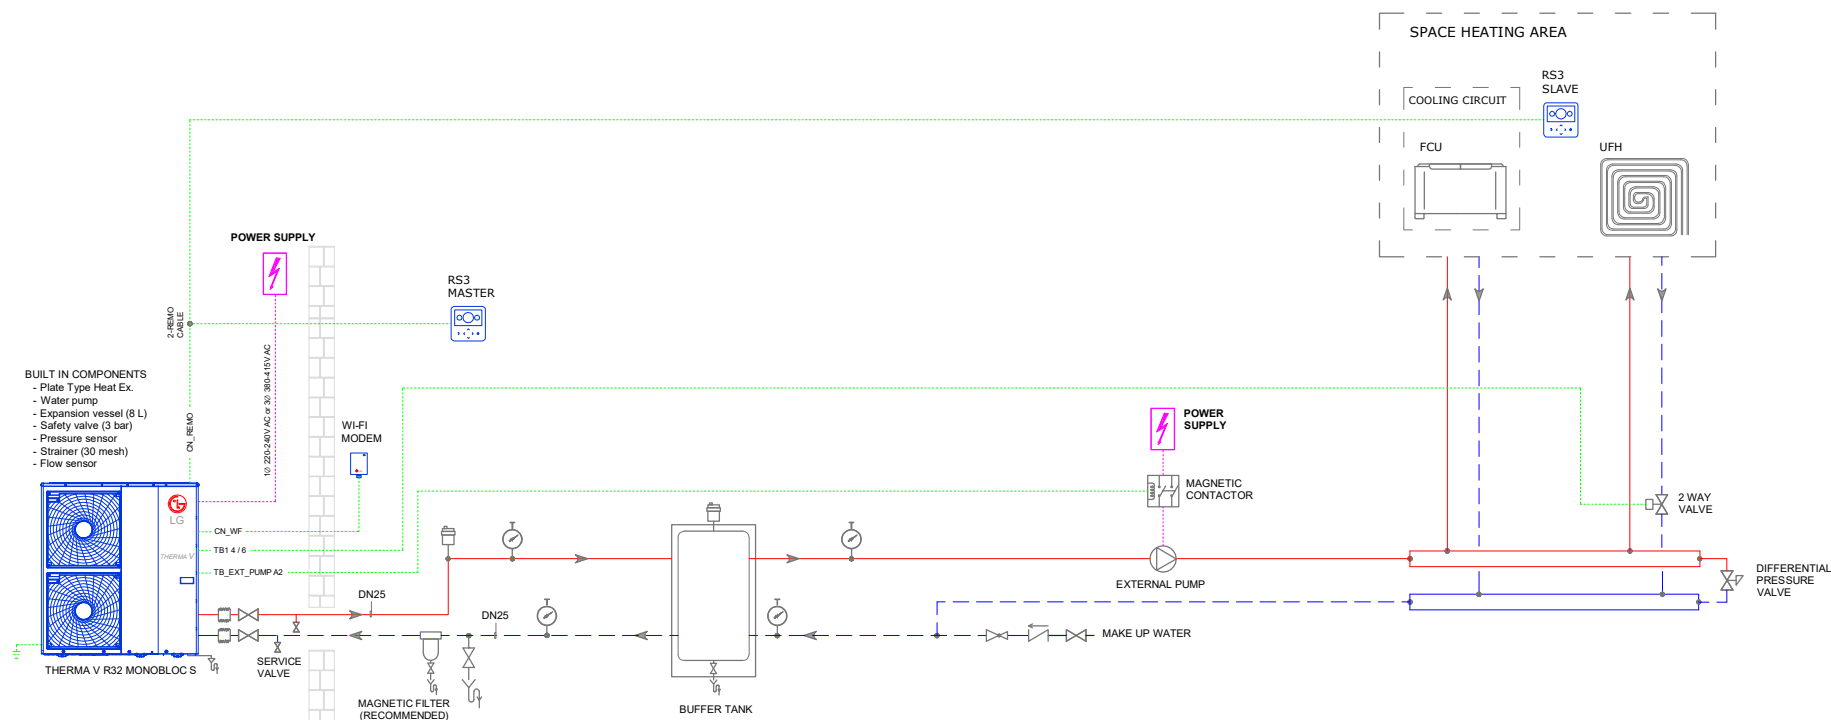 SPACE HEATING AREA
RS3
SLAVE
COOLING CIRCUIT
FCU
UFH
POWER SUPPLY
RS3
MASTER
2-REMO
CABLE
1Ø 220-240V AC or 3Ø 380-415V AC
BUILT IN COMPONENTS
- Plate Type Heat Ex.
- Water pump
- Expansion vessel (8 L)
- Safety valve (3 bar)
- Pressure sensor
- Strainer (30 mesh)
- Flow sensor
CN_REMO
WI-FI
MODEM
POWER
SUPPLY
MAGNETIC
CONTACTOR
2 WAY
VALVE
LG
THERMA V
CN_WF
TB1 4 / 6
TB_EXT_PUMP A2
EXTERNAL PUMP
DIFFERENTIAL
PRESSURE
VALVE
DN25
DN25
MAKE UP WATER
SERVICE
VALVE
THERMA V R32 MONOBLOC S
MAGNETIC FILTER
(RECOMMENDED)
BUFFER TANK